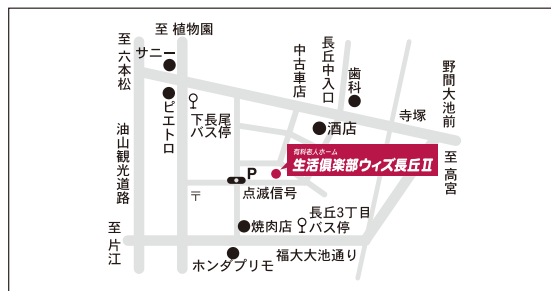 至 植物園
至六本松
サニー
中古車店
長丘中入口
歯科
野間大池前
ピエトロ
下長尾
バス停
寺塚
酒店
油山観光道路
有料老人ホーム
生活倶楽部ウィズ長丘Ⅱ
至高宮
P
点滅信号
〒
長丘3丁目
バス停
至片江
焼肉店
福大大池通り
ホンダプリモ